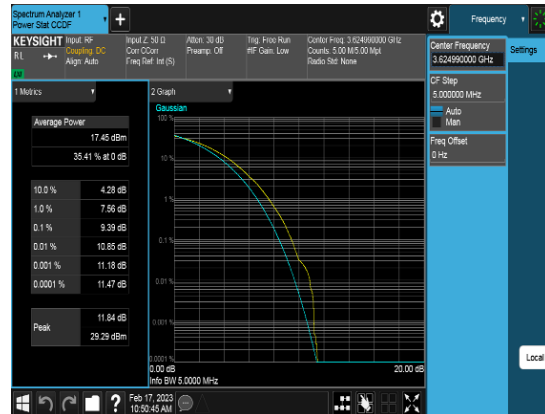 Spectrum Analyzer 1
Power Stat CCDF
+
Frequency
KEYSIGHT
RL
Input: RF
Coupling: DC
Align: Auto
Input Z: 50 Ω
Corr CCorr
Freq Ref: Int (S)
Atten: 30 dB
Preamp: Off
Trig: Free Run
#IF Gain: Low
Center Freq: 3.624990000 GHz
Counts: 5.00 M/5.00 Mpt
Radio Std: None
Center Frequency
3.624990000 GHz
Settings
CF Step
5.000000 MHz
Auto
Man
Freq Offset
0 Hz
1 Metrics
2 Graph
Average Power
17.45 dBm
35.41 % at 0 dB
10.0 % 4.28 dB
1.0 % 7.56 dB
0.1 % 9.39 dB
0.01 % 10.85 dB
0.001 % 11.18 dB
0.0001 % 11.47 dB
Peak
11.84 dB
29.29 dBm
Gaussian
100 %
10 %
1 %
0.1 %
0.01 %
0.001 %
0.0001 %
0.00 dB
20.00 dB
Info BW 5.0000 MHz
Local
?
Feb 17, 2023
10:50:45 AM